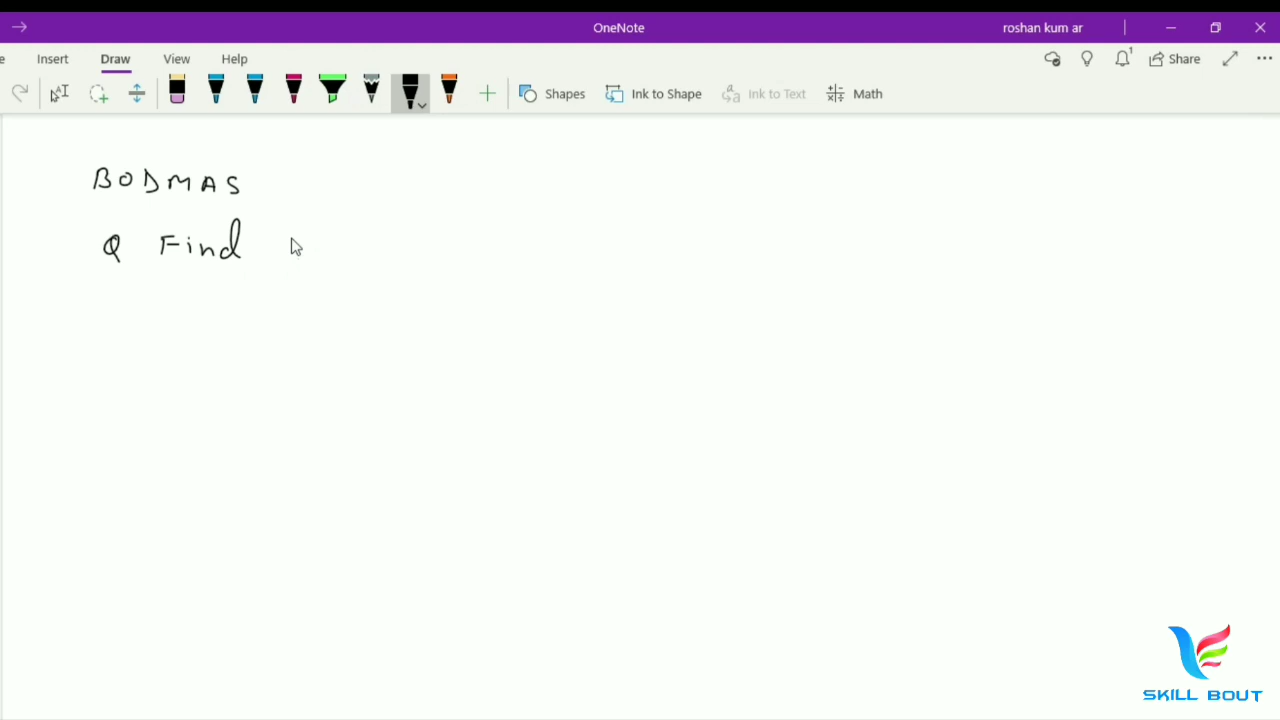 OneNote
roshan kum ar
Insert Draw View Help
1
Share
Shapes
Ink to Shape
Ink to Text
Math
BODMAS
Q Find
SKILL BOUT